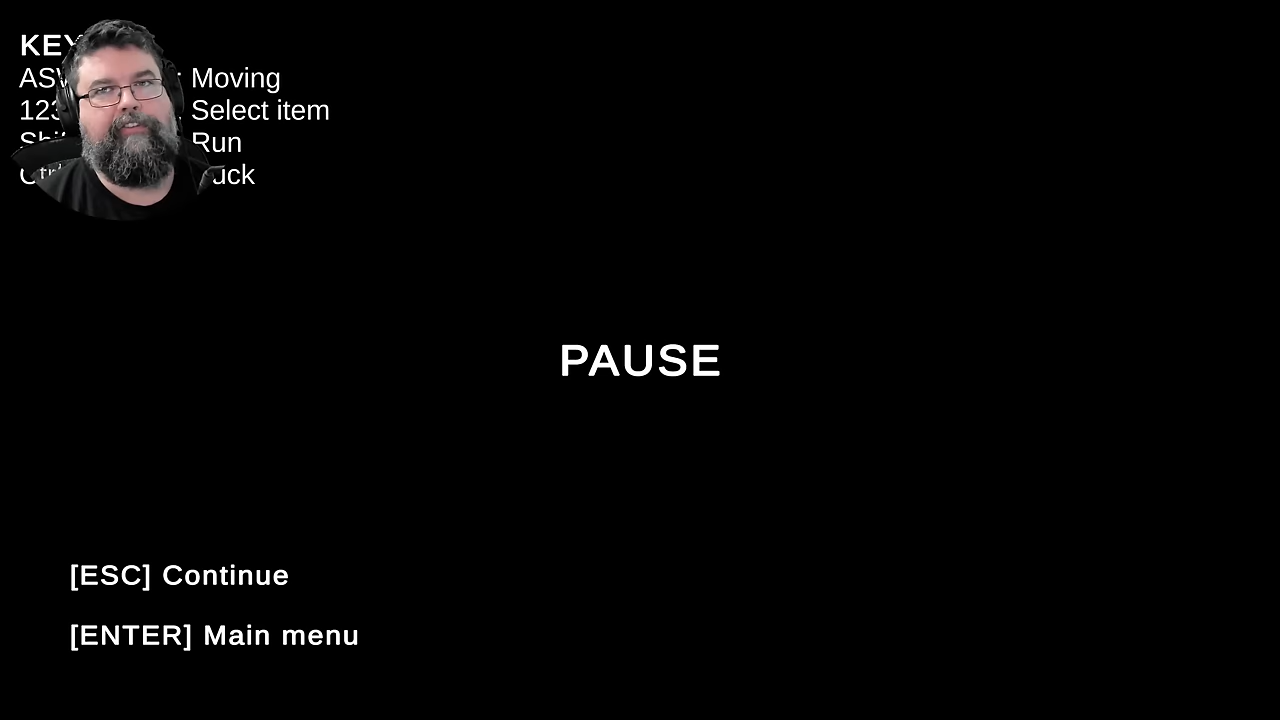 Moving
Select item
Run
PAUSE
[ESC] Continue
[ENTER] Main menu